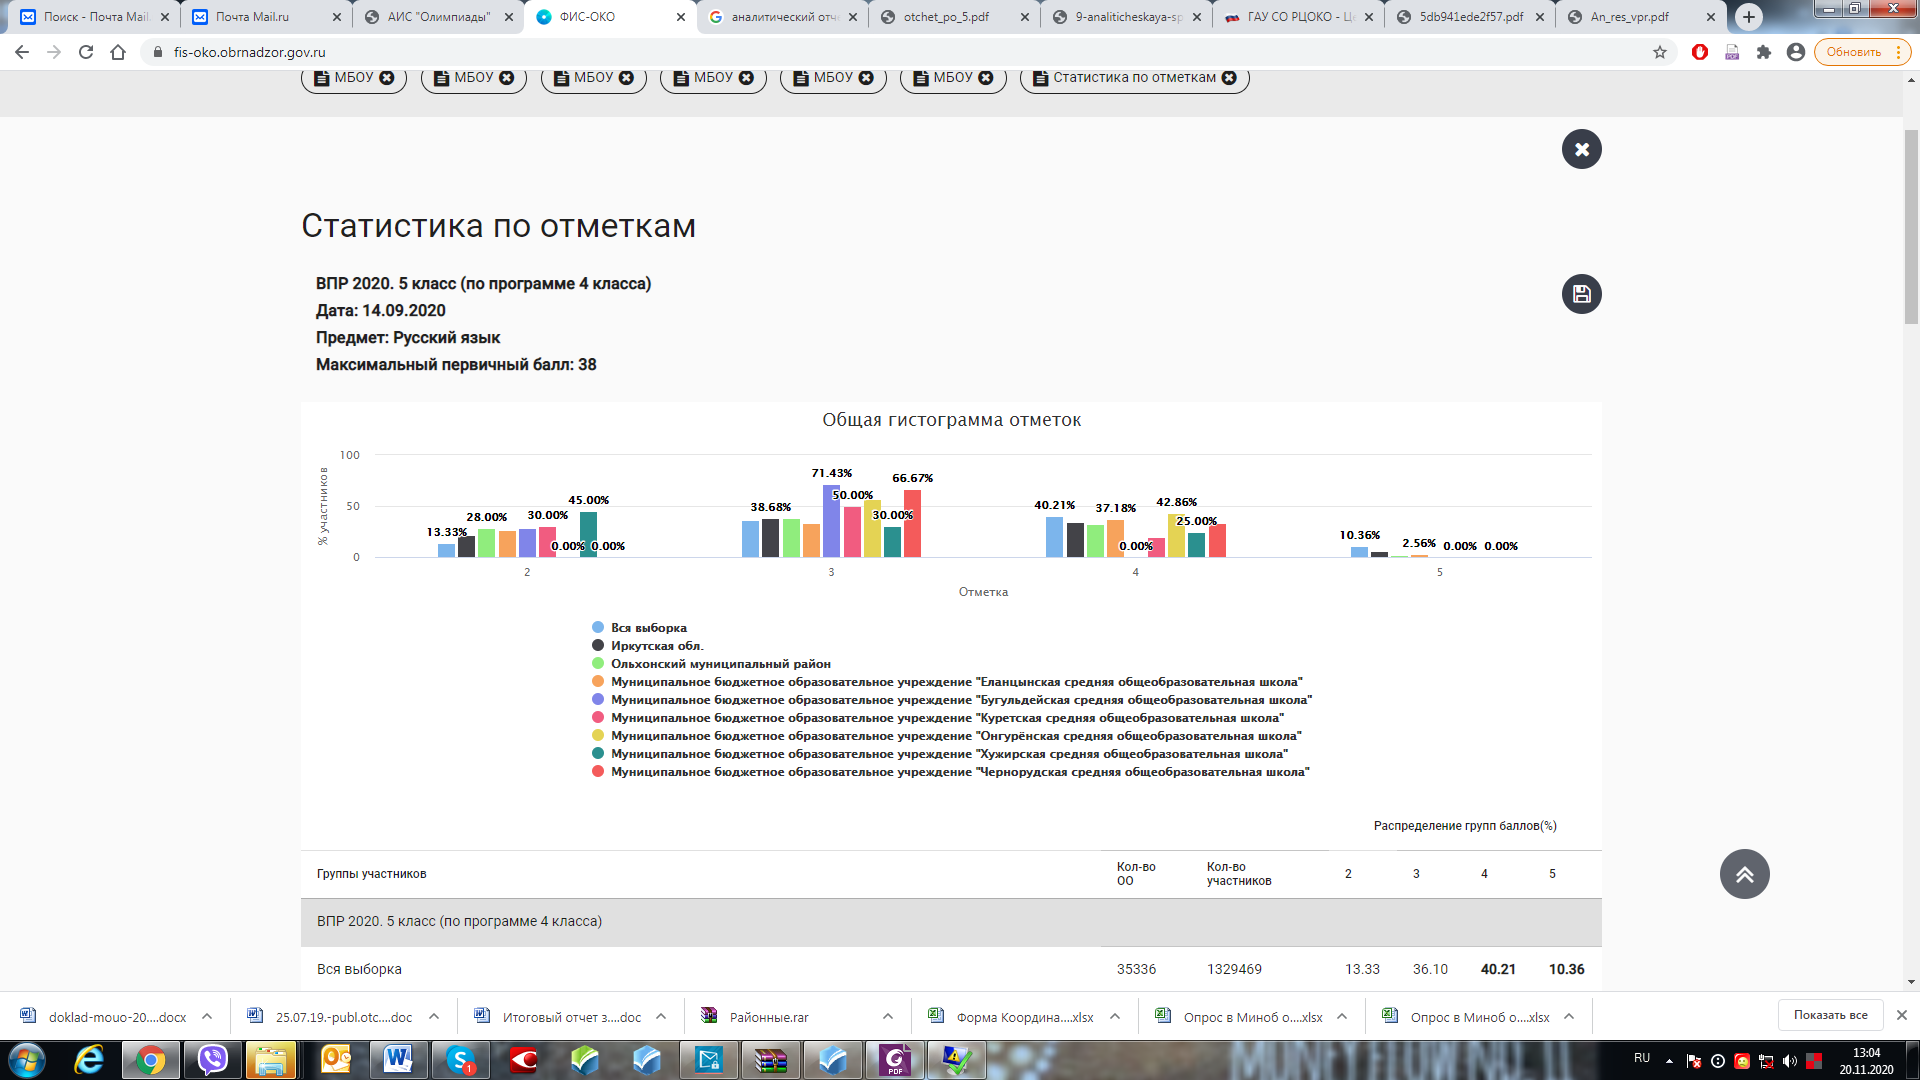 Поиск - Почта Mail.
Почта Mail.ru
АИС "Олимпиады"
ФИС-ОКО
аналитический отче
otchet_po_5.pdf
9-analiticheskaya-sp
ГАУ СО РЦОКО - Це
5db941ede2f57.pdf
An_res_vpr.pdf
fis-oko.obrnadzor.gov.ru
Обновить
МБОУ
МБОУ
МБОУ
МБОУ
МБОУ
МБОУ
Статистика по отметкам
Статистика по отметкам
ВПР 2020. 5 класс (по программе 4 класса)
Дата: 14.09.2020
Предмет: Русский язык
Максимальный первичный балл: 38
Общая гистограмма отметок
% участников
100
50
0
13.33% 28.00% 30.00% 0.00% 45.00% 0.00%
38.68% 71.43% 50.00% 30.00% 66.67%
40.21% 37.18% 0.00% 42.86% 25.00%
10.36% 2.56% 0.00% 0.00%
2 3 4 5
Отметка
Вся выборка
Иркутская обл.
Ольхонский муниципальный район
Муниципальное бюджетное образовательное учреждение "Еланцынская средняя общеобразовательная школа"
Муниципальное бюджетное образовательное учреждение "Бугульдейская средняя общеобразовательная школа"
Муниципальное бюджетное образовательное учреждение "Куретская средняя общеобразовательная школа"
Муниципальное бюджетное образовательное учреждение "Онгурёнская средняя общеобразовательная школа"
Муниципальное бюджетное образовательное учреждение "Хужирская средняя общеобразовательная школа"
Муниципальное бюджетное образовательное учреждение "Чернорудская средняя общеобразовательная школа"
Распределение групп баллов(%)
Группы участников Кол-во ОО Кол-во участников 2 3 4 5
ВПР 2020. 5 класс (по программе 4 класса)
Вся выборка 35336 1329469 13.33 36.10 40.21 10.36
doklad-mouo-20....docx
25.07.19.-publ.otc....doc
Итоговый отчет з....doc
Районные.rar
Форма Координа....xlsx
Опрос в Миноб о....xlsx
Опрос в Миноб о....xlsx
Показать все
RU
13:04
20.11.2020